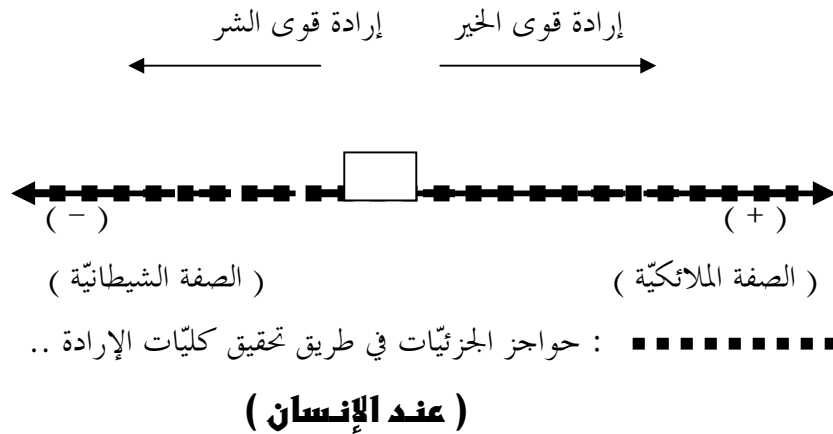 إرادة قوى الخير إرادة قوى الشر
( + ) ( − )
( الصفة الملائكيّة ) ( الصفة الشيطانيّة )
: حواجز الجزئيّات في طريق تحقيق كليّات الإرادة ..
( عند الإنسان )